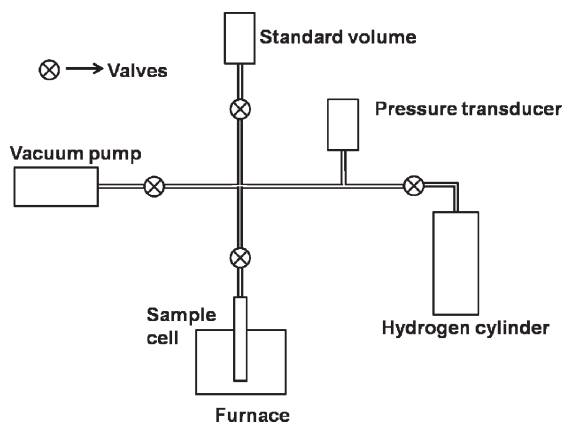 Standard volume
→ Valves
Pressure transducer
Vacuum pump
Sample
cell
Hydrogen cylinder
Furnace